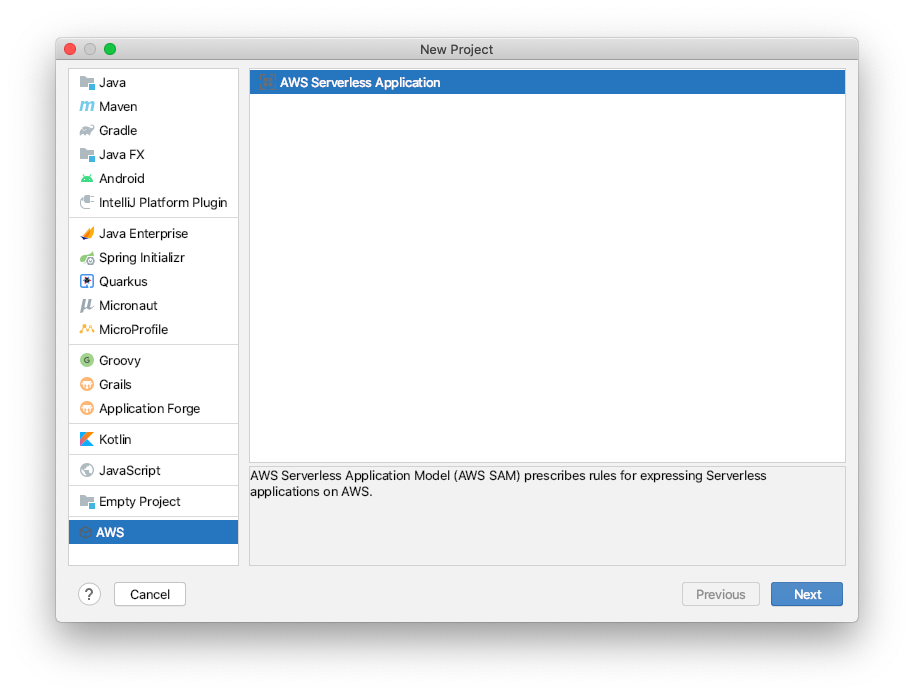 New Project
Java
Maven
Gradle
Java FX
Android
IntelliJ Platform Plugin
Java Enterprise
Spring Initializr
Quarkus
Micronaut
MicroProfile
Groovy
Grails
Application Forge
Kotlin
JavaScript
Empty Project
AWS
AWS Serverless Application
AWS Serverless Application Model (AWS SAM) prescribes rules for expressing Serverless
applications on AWS.
?
Cancel
Previous
Next